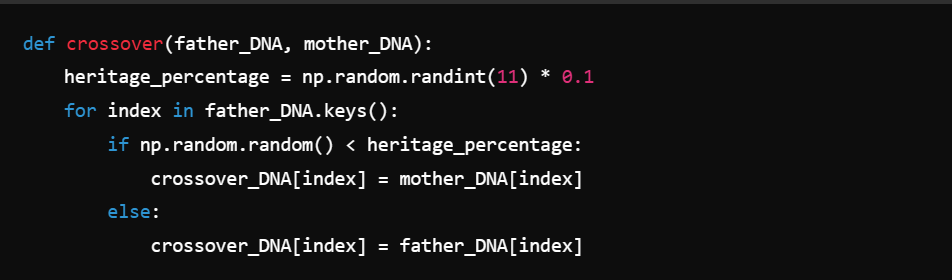 def crossover(father_DNA, mother_DNA):
    heritage_percentage = np.random.randint(11) * 0.1
    for index in father_DNA.keys():
        if np.random.random() < heritage_percentage:
            crossover_DNA[index] = mother_DNA[index]
        else:
            crossover_DNA[index] = father_DNA[index]